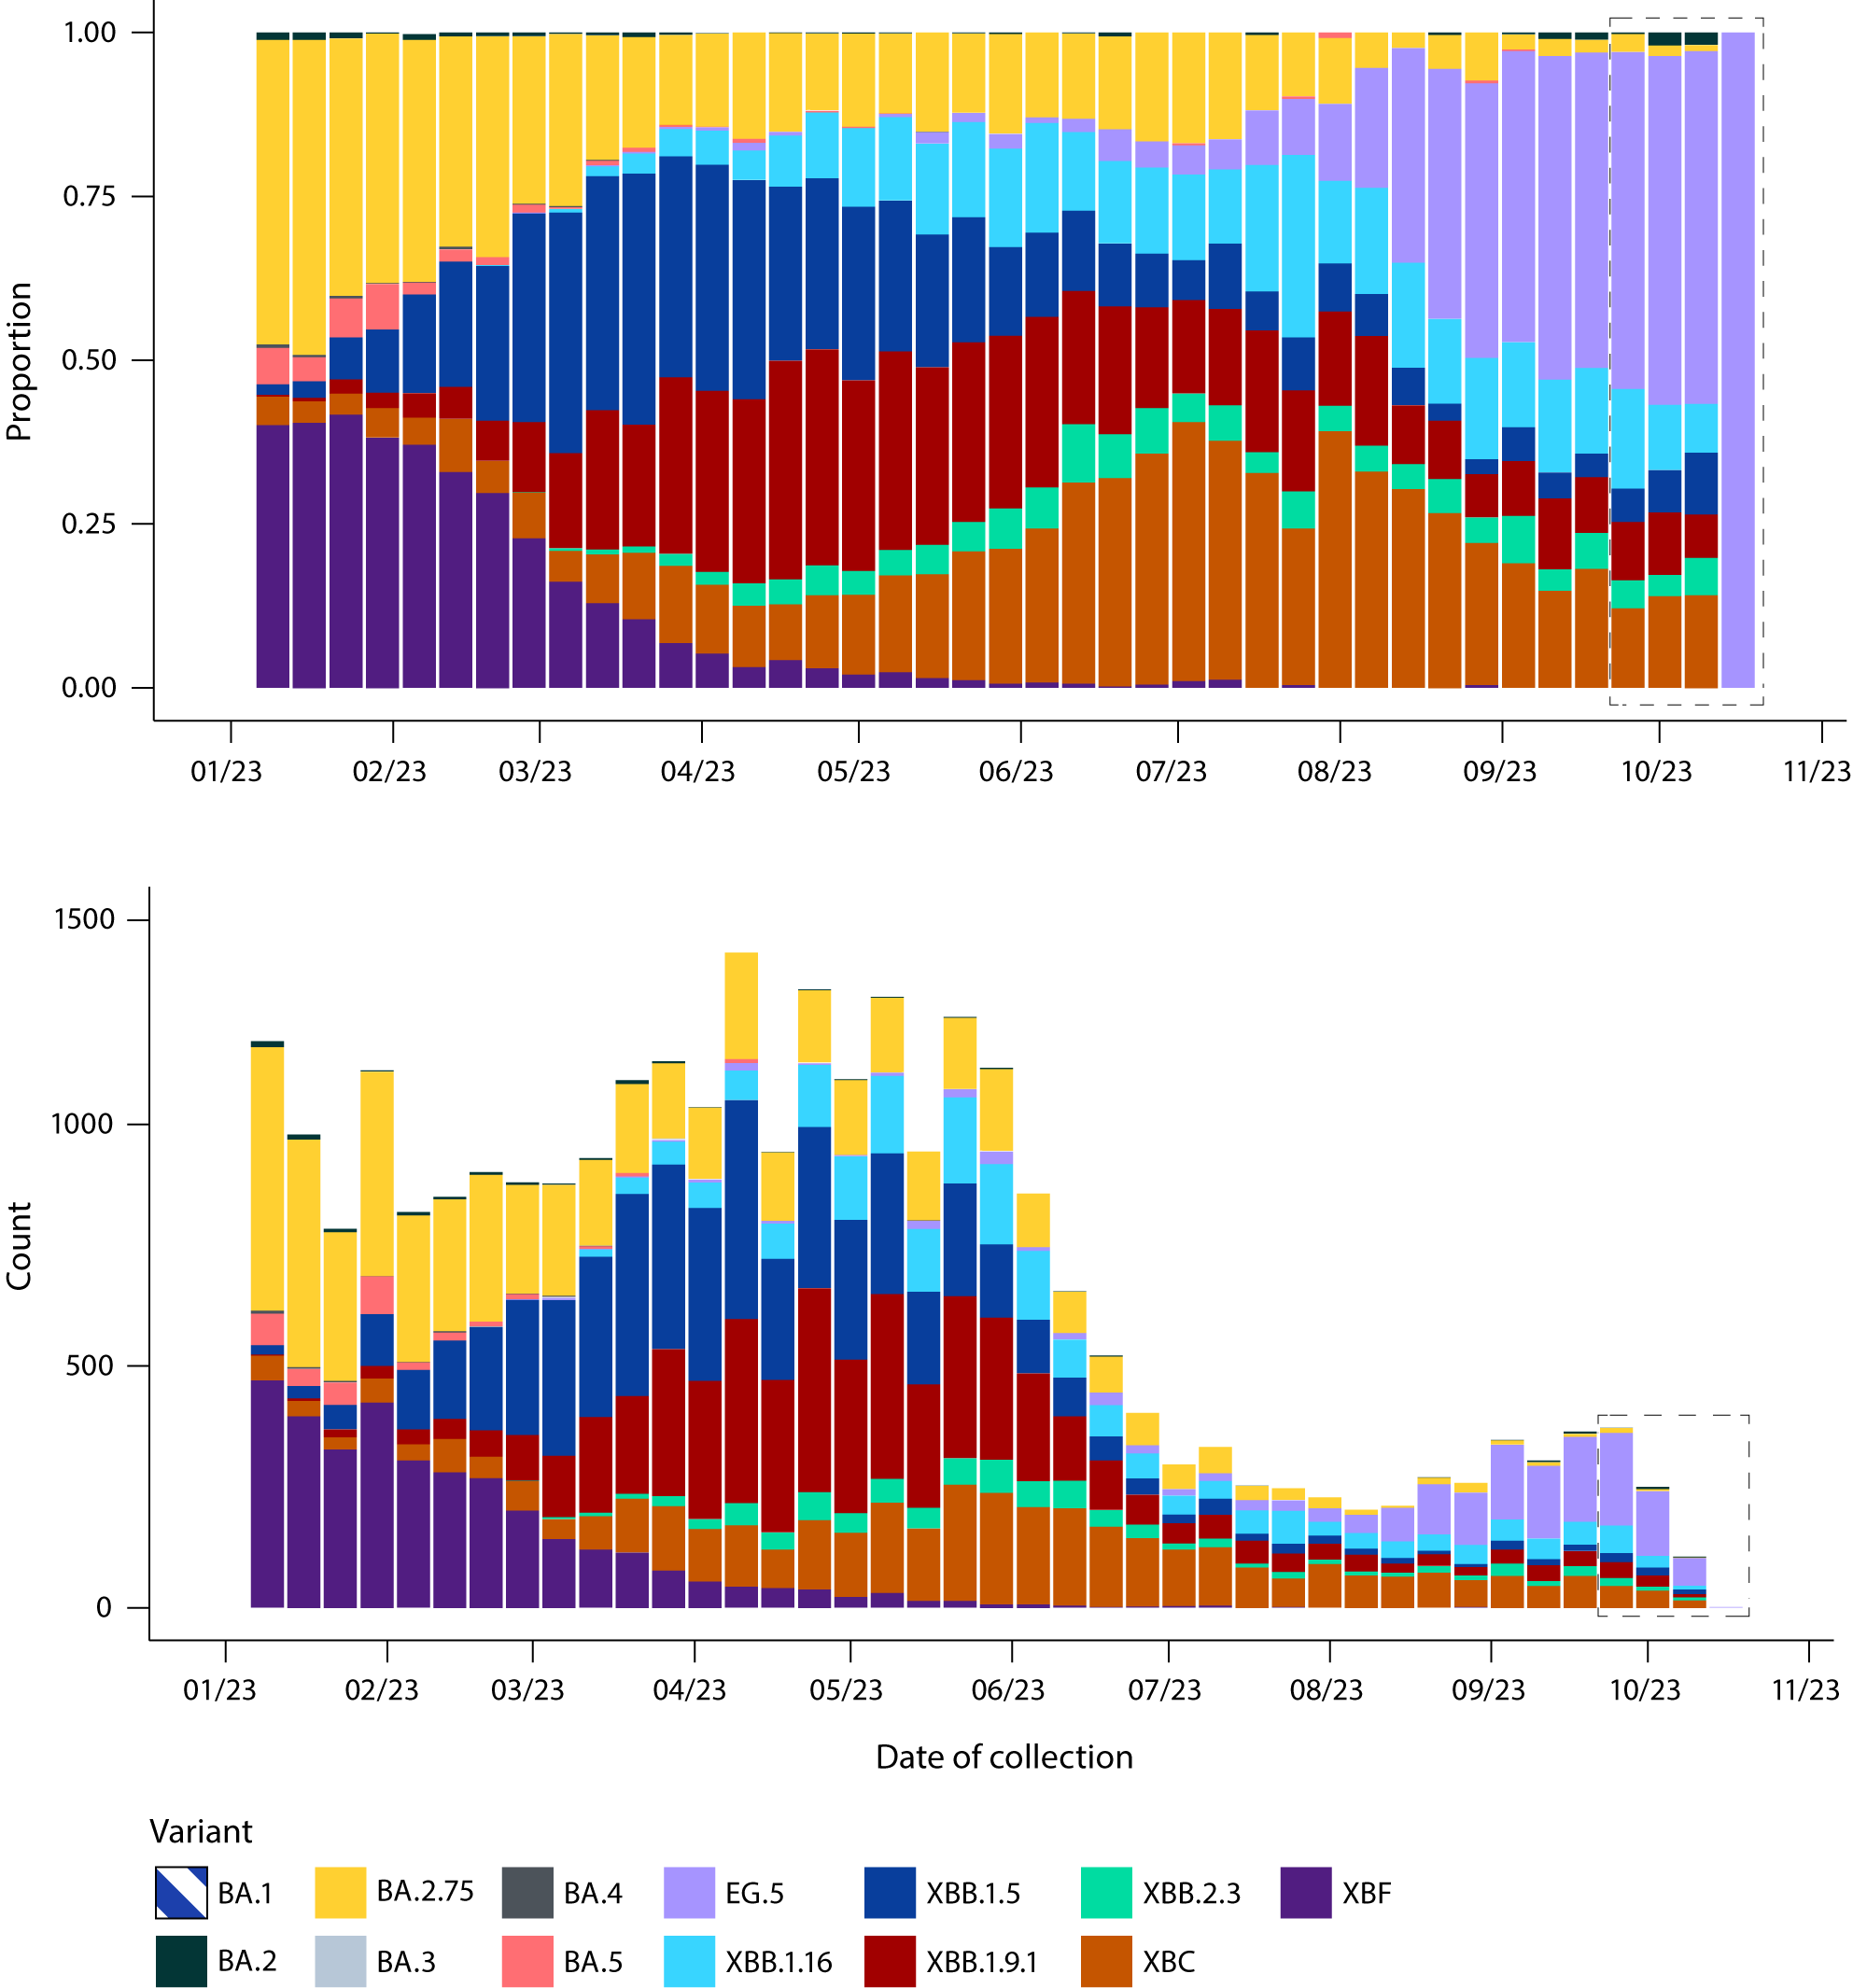 1.00
0.75
0.50
0.25
0.00
Proportion
01/23 02/23 03/23 04/23 05/23 06/23 07/23 08/23 09/23 10/23 11/23
1500
1000
500
0
Count
01/23 02/23 03/23 04/23 05/23 06/23 07/23 08/23 09/23 10/23 11/23
Date of collection
Variant
BA.1 BA.2.75 BA.4 EG.5 XBB.1.5 XBB.2.3 XBF
BA.2 BA.3 BA.5 XBB.1.16 XBB.1.9.1 XBC